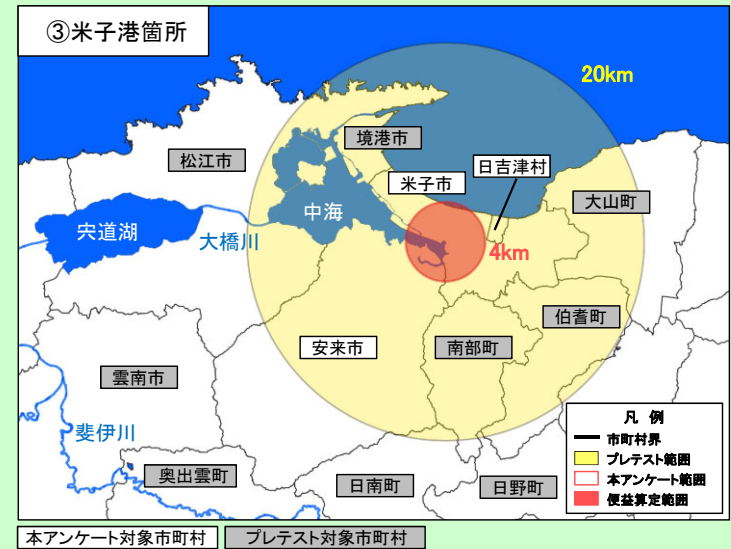 ③米子港箇所
20km
境港市
松江市
日吉津村
米子市
大山町
中海
宍道湖
大橋川
4km
伯耆町
安来市
南部町
雲南市
凡 例
市町村界
斐伊川
プレテスト範囲
本アンケート範囲
奥出雲町
日南町
日野町
便益算定範囲
本アンケート対象市町村
プレテスト対象市町村